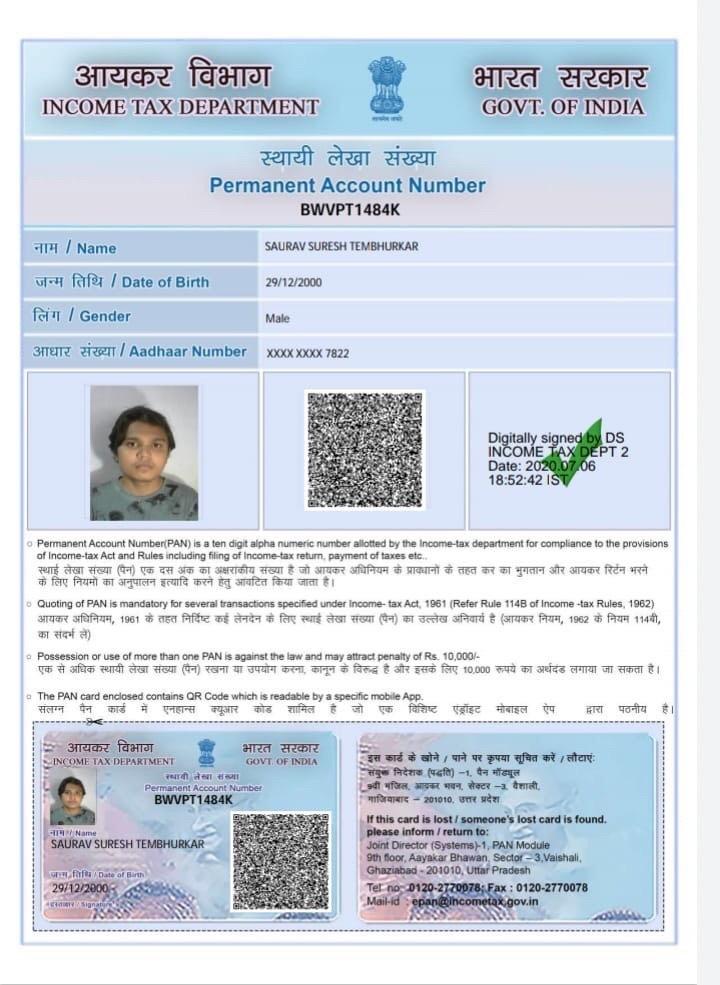 आयकर विभाग
INCOME TAX DEPARTMENT
सत्यमेव जयते
भारत सरकार
GOVT. OF INDIA
स्थायी लेखा संख्या
Permanent Account Number
BWVPT1484K
नाम / Name
SAURAV SURESH TEMBHURKAR
जन्म तिथि / Date of Birth
29/12/2000
लिंग / Gender
Male
आधार संख्या / Aadhaar Number
XXXX XXXX 7822
Digitally signed by DS
INCOME TAX DEPT 2
Date: 2020.07.06
18:52:42 IST
Permanent Account Number(PAN) is a ten digit alpha numeric number allotted by the Income-tax department for compliance to the provisions
of Income-tax Act and Rules including filing of Income-tax return, payment of taxes etc..
स्थाई लेखा संख्या (पैन) एक दस अंक का अक्षरांकीय संख्या है जो आयकर अधिनियम के प्रावधानों के तहत कर का भुगतान और आयकर रिर्टन भरने
के लिए नियमो का अनुपालन इत्यादि करने हेतु आवंटित किया जाता है।
Quoting of PAN is mandatory for several transactions specified under Income- tax Act, 1961 (Refer Rule 114B of Income -tax Rules, 1962)
आयकर अधिनियम, 1961 के तहत निर्दिष्ट कई लेनदेन के लिए स्थाई लेखा संख्या (पैन) का उल्लेख अनिवार्य है (आयकर नियम, 1962 के नियम 114बी,
का संदर्भ लें)
Possession or use of more than one PAN is against the law and may attract penalty of Rs. 10,000/-
एक से अधिक स्थायी लेखा संख्या (पैन) रखना या उपयोग करना, कानून के विरूद्ध है और इसके लिए 10,000 रूपये का अर्थदंड लगाया जा सकता है।
The PAN card enclosed contains QR Code which is readable by a specific mobile App.
संलग्न पैन कार्ड में एनहान्स क्यूआर कोड शामिल है जो एक विशिष्ट एंड्रॉइट मोबाइल ऐप द्वारा पठनीय है।
आयकर विभाग
INCOME TAX DEPARTMENT
भारत सरकार
GOVT. OF INDIA
स्थायी लेखा संख्या
Permanent Account Number
BWVPT1484K
नाम / Name
SAURAV SURESH TEMBHURKAR
जन्म तिथि / Date of Birth
29/12/2000
हस्ताक्षर / Signature
इस कार्ड के खोने / पाने पर कृपया सूचित करें / लौटाएं:
संयुक्त निदेशक (पद्धति) –1, पैन मॉड्यूल
9वीं मंजिल, आयकर भवन, सेक्टर –3, वैशाली,
गाजियाबाद – 201010, उत्तर प्रदेश
If this card is lost / someone's lost card is found.
please inform / return to:
Joint Director (Systems)-1, PAN Module
9th floor, Aayakar Bhawan, Sector – 3,Vaishali,
Ghaziabad - 201010, Uttar Pradesh
Tel no- 0120-2770078; Fax : 0120-2770078
Mail-id : epan@incometax.gov.in